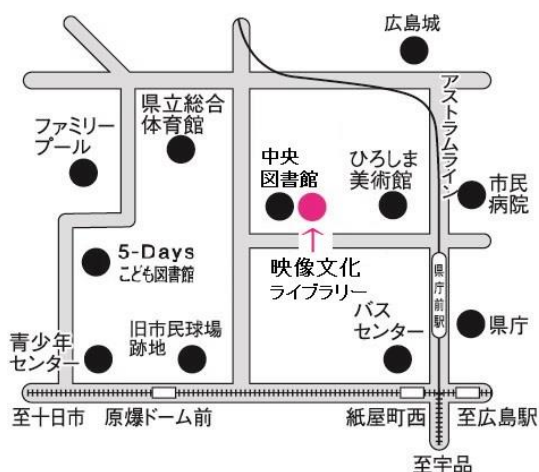 広島城
アストラムライン
県立総合
体育館
ファミリー
プール
中央
図書館
ひろしま
美術館
市民
病院
5-Days
こども図書館
映像文化
ライブラリー
県庁前駅
青少年
センター
旧市民球場
跡地
バス
センター
県庁
至十日市
原爆ドーム前
紙屋町西
至広島駅
至宇品